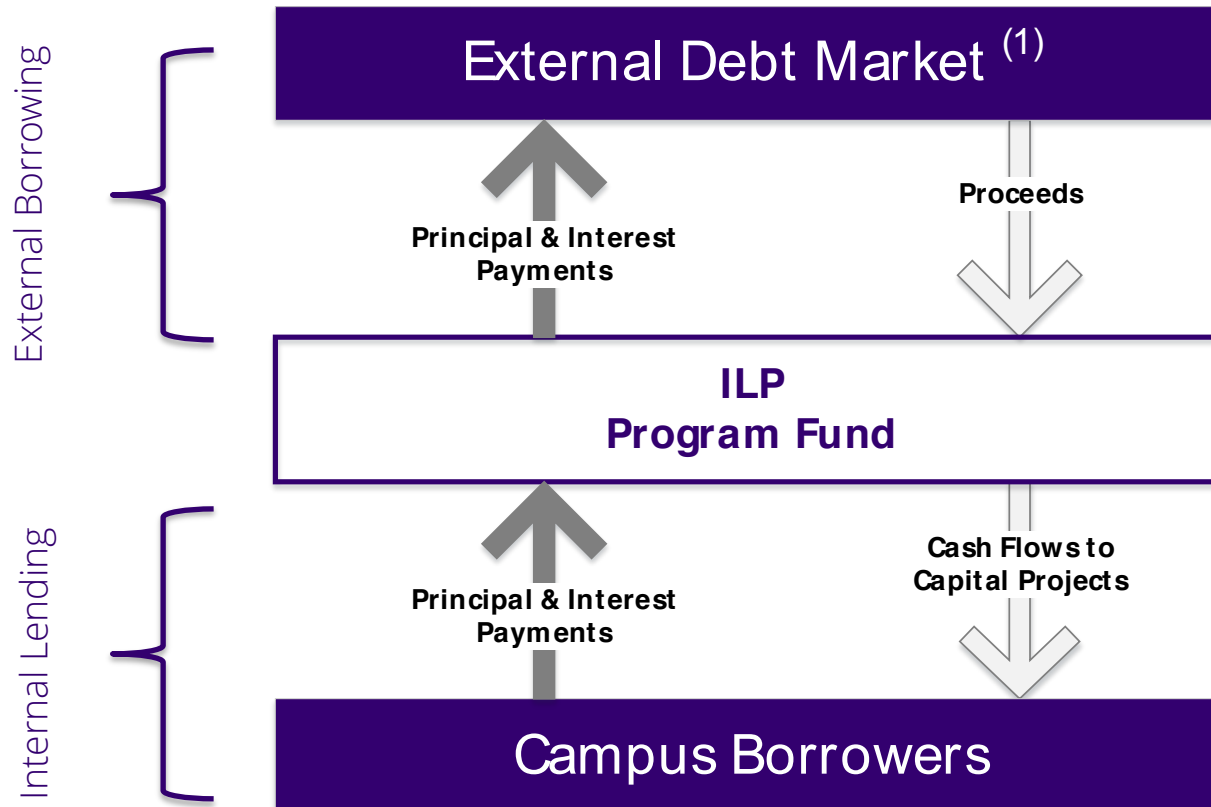 External Borrowing
External Debt Market (1)
Principal & Interest
Payments
Proceeds
ILP
Program Fund
Internal Lending
Principal & Interest
Payments
Cash Flows to
Capital Projects
Campus Borrowers